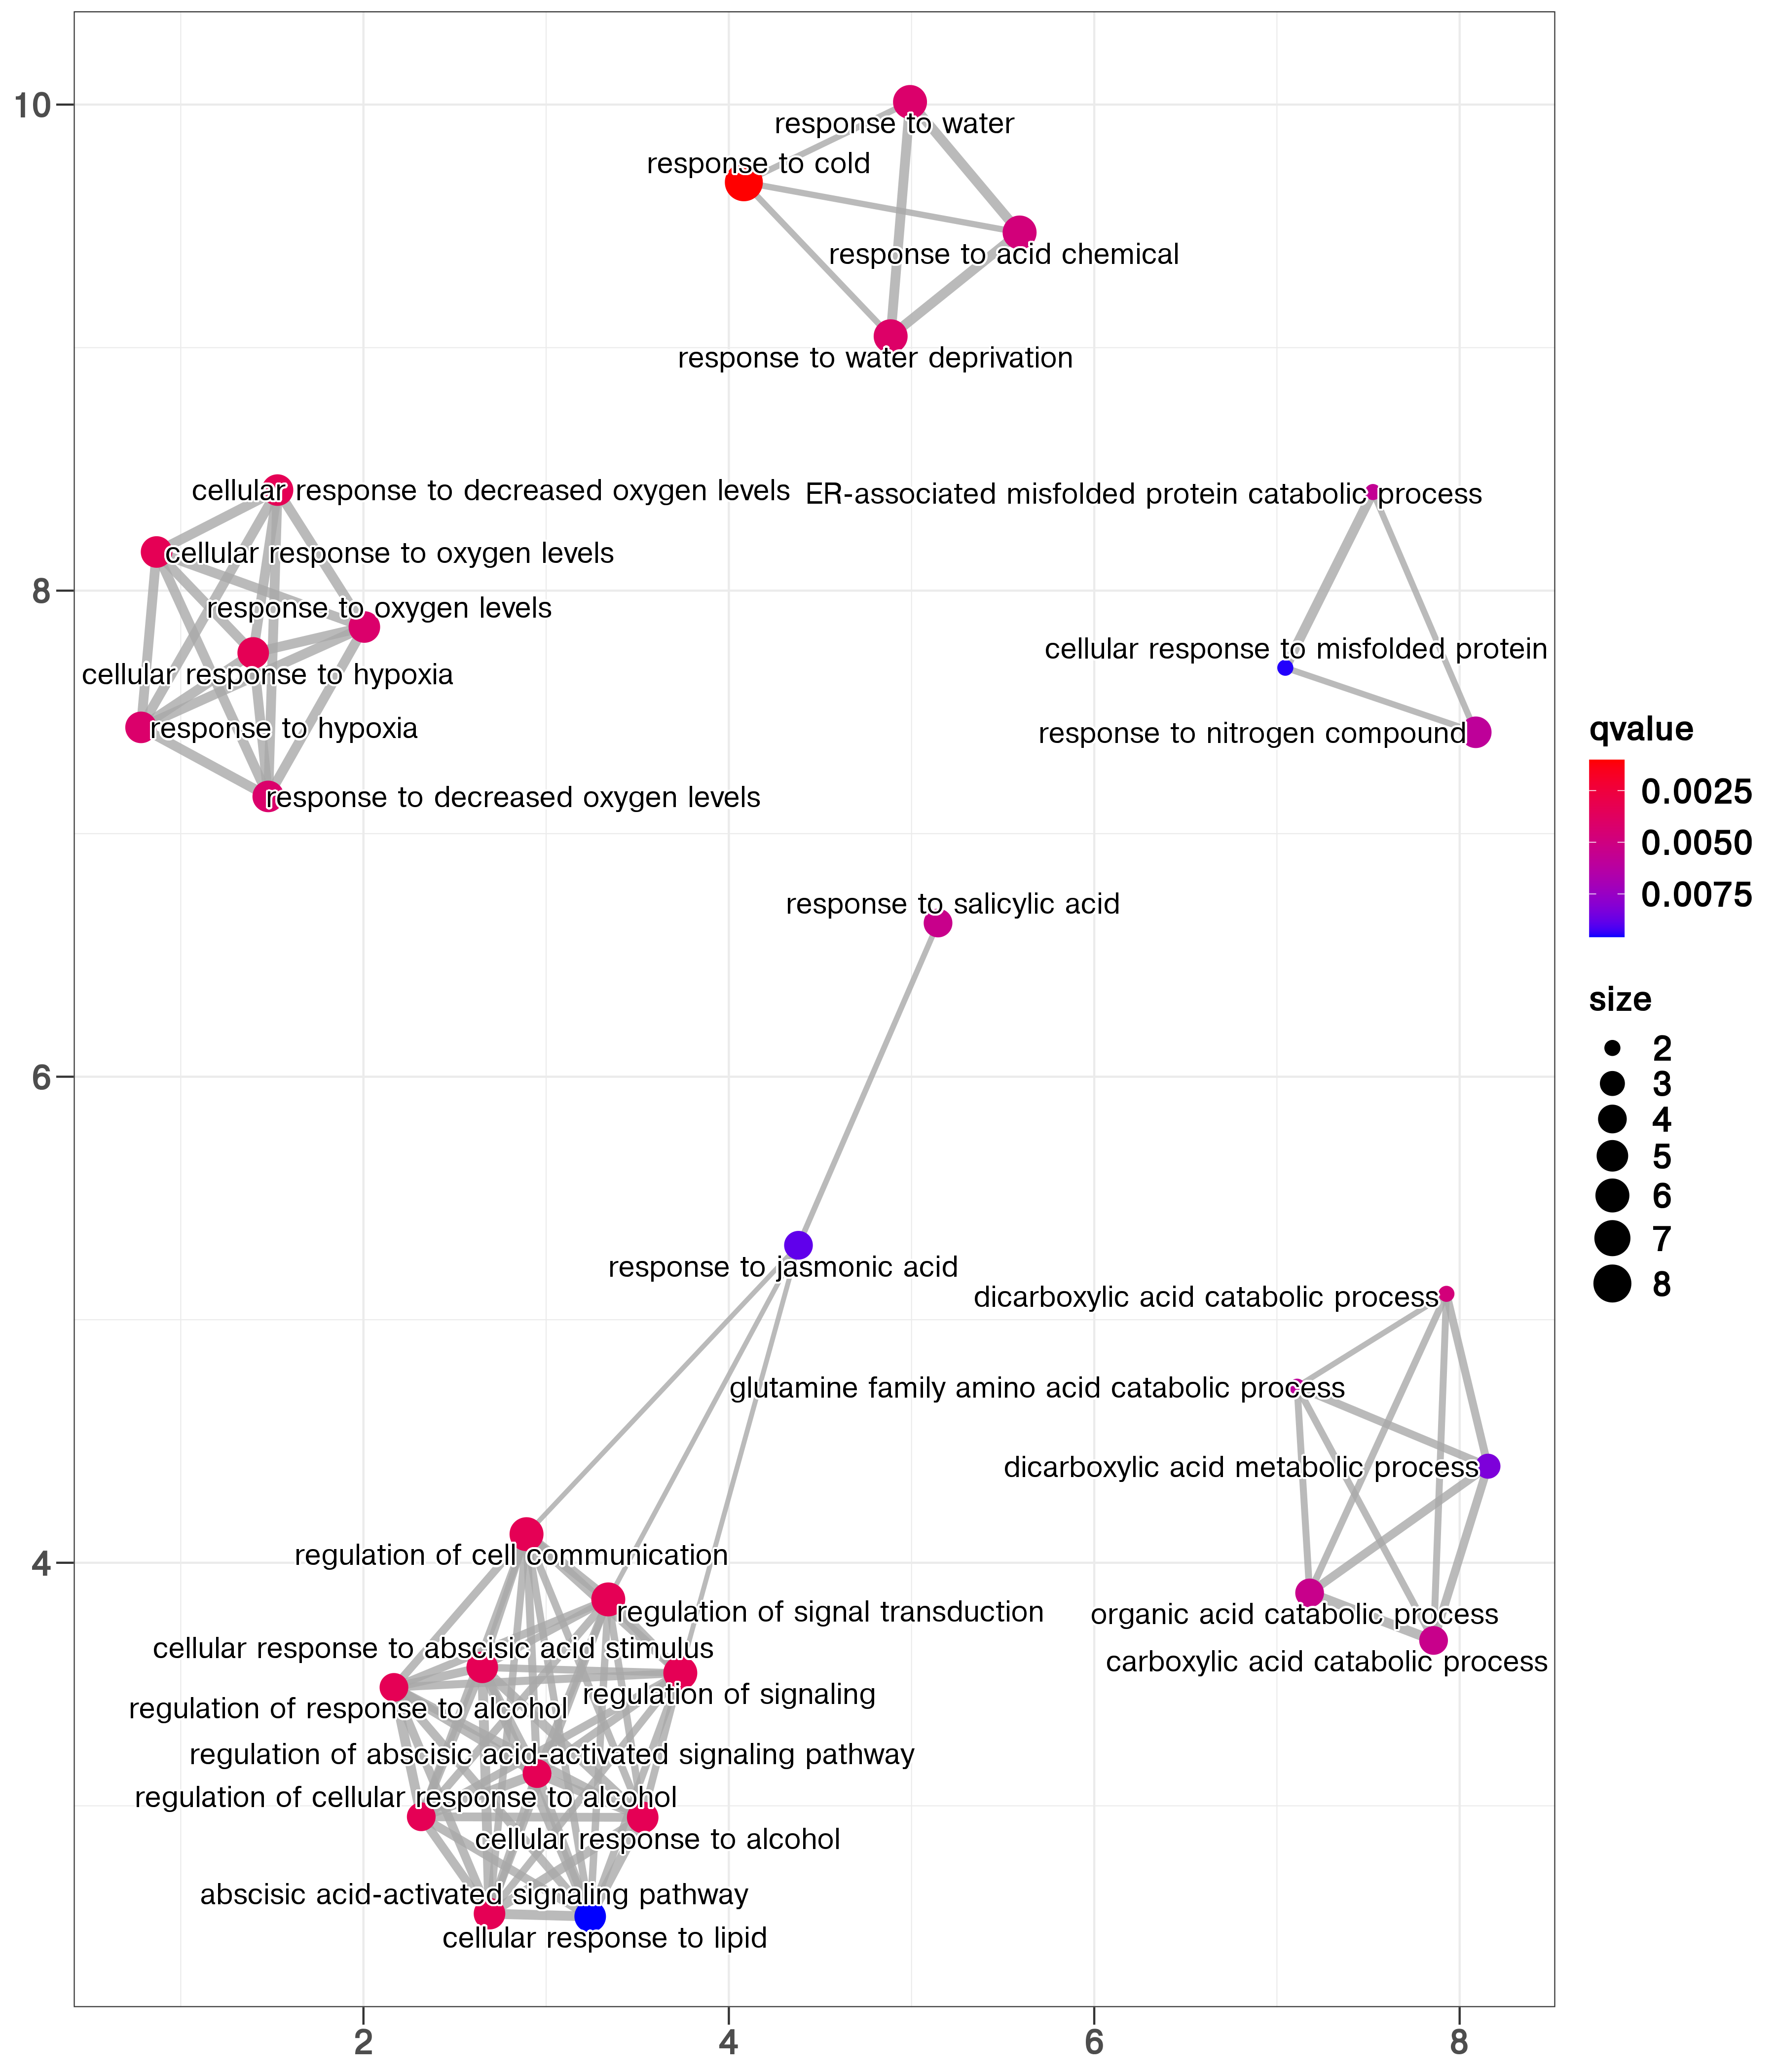 10
response to water
response to cold
response to acid chemical
response to water deprivation
cellular response to decreased oxygen levels
ER-associated misfolded protein catabolic process
cellular response to oxygen levels
8
response to oxygen levels
cellular response to misfolded protein
cellular response to hypoxia
response to hypoxia
response to nitrogen compound
response to decreased oxygen levels
response to salicylic acid
6
response to jasmonic acid
dicarboxylic acid catabolic process
glutamine family amino acid catabolic process
dicarboxylic acid metabolic process
regulation of cell communication
4
regulation of signal transduction
organic acid catabolic process
cellular response to abscisic acid stimulus
carboxylic acid catabolic process
regulation of signaling
regulation of response to alcohol
regulation of abscisic acid-activated signaling pathway
regulation of cellular response to alcohol
cellular response to alcohol
abscisic acid-activated signaling pathway
cellular response to lipid
2
4
6
8
qvalue
0.0025
0.0050
0.0075
size
2
3
4
5
6
7
8